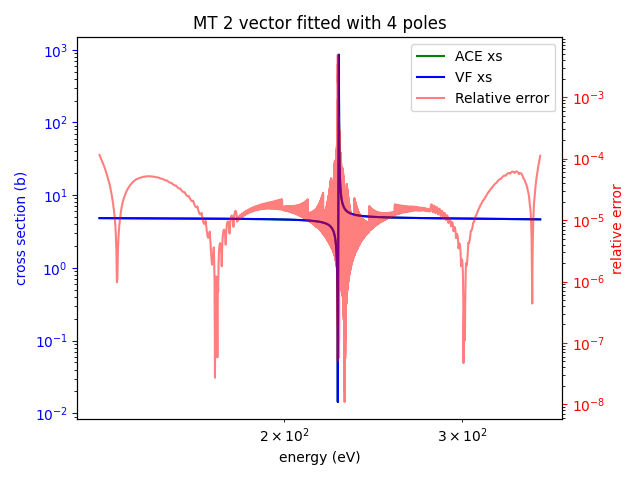 MT 2 vector fitted with 4 poles
ACE xs
VF xs
Relative error
10³
10²
10¹
10⁰
10⁻¹
10⁻²
cross section (b)
10⁻³
10⁻⁴
10⁻⁵
10⁻⁶
10⁻⁷
10⁻⁸
relative error
2 × 10² 3 × 10²
energy (eV)